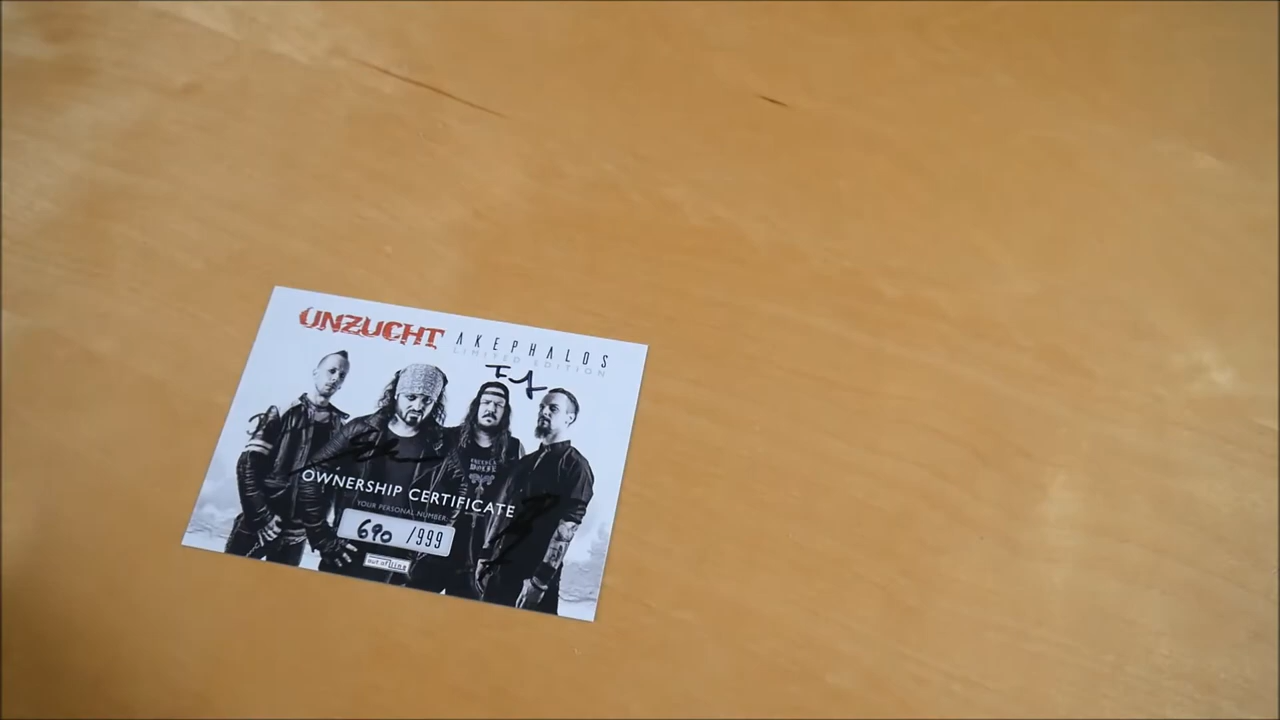 UNZUCHT AKEPHALOS
LIMITED EDITION
OWNERSHIP CERTIFICATE
YOUR PERSONAL NUMBER:
690 /999
out of line